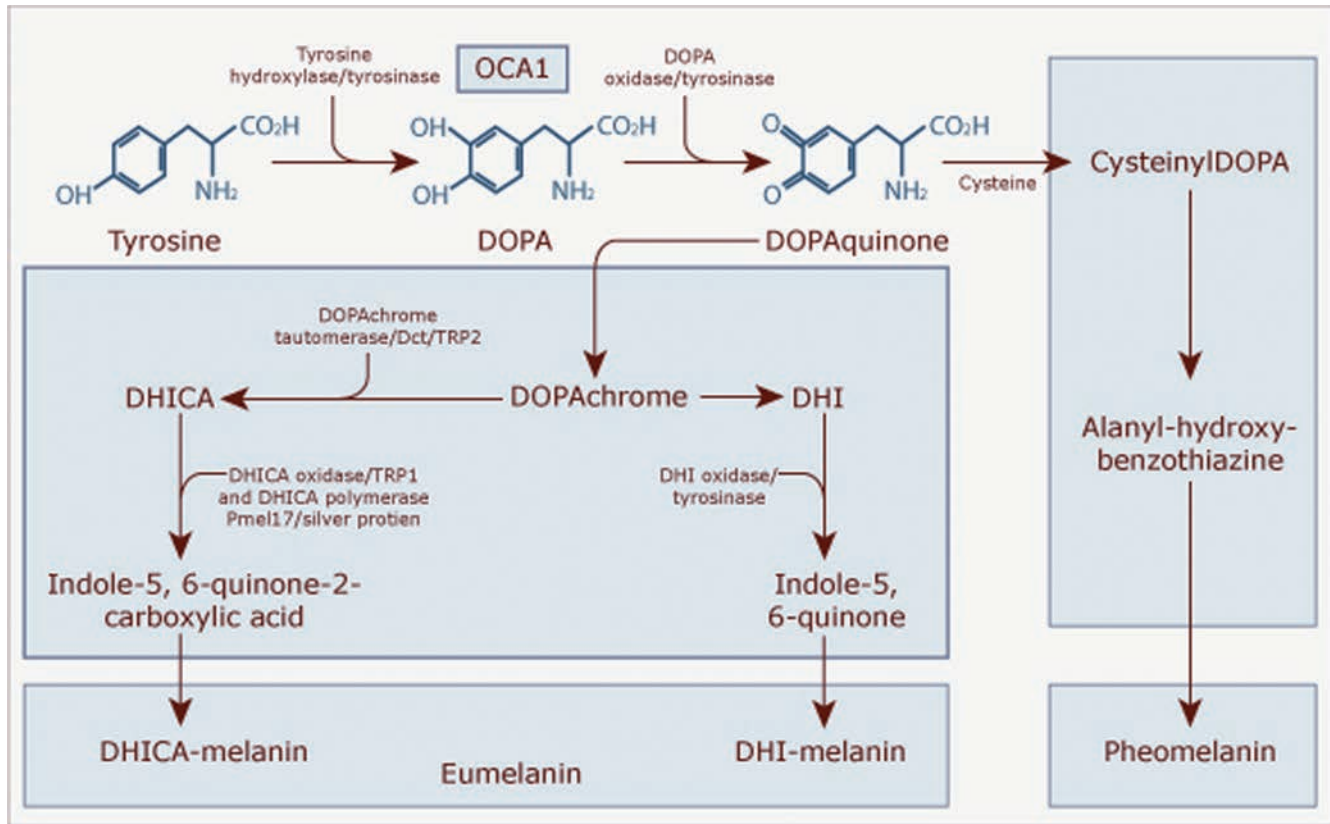 Tyrosine
hydroxylase/tyrosinase
OCA1
DOPA
oxidase/tyrosinase
OH
CO₂H
NH₂
OH
OH
CO₂H
NH₂
O
O
CO₂H
NH₂
Cysteine
CysteinylDOPA
Tyrosine
DOPA
DOPAquinone
DOPAchrome
tautomerase/Dct/TRP2
DHICA
DOPAchrome
DHI
Alanyl-hydroxy-
benzothiazine
DHICA oxidase/TRP1
and DHICA polymerase
Pmel17/silver protien
DHI oxidase/
tyrosinase
Indole-5, 6-quinone-2-
carboxylic acid
Indole-5,
6-quinone
DHICA-melanin
Eumelanin
DHI-melanin
Pheomelanin